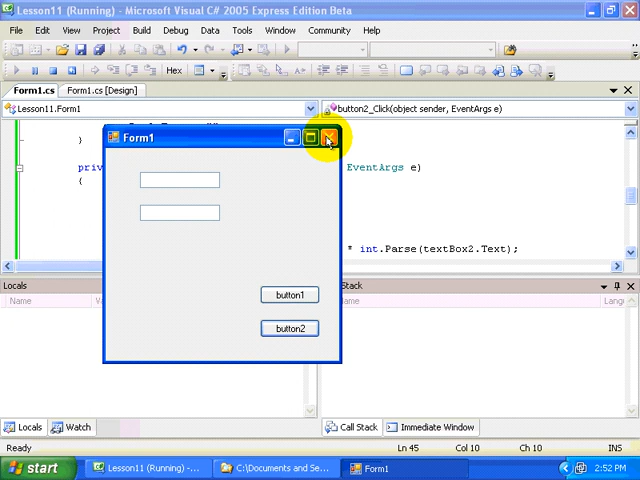 Lesson11 (Running) - Microsoft Visual C# 2005 Express Edition Beta
File Edit View Project Build Debug Data Tools Window Community Help
Hex
Form1.cs Form1.cs [Design]
Lesson11.Form1
button2_Click(object sender, EventArgs e)
}
Form1
EventArgs e)
{
* int.Parse(textBox2.Text);
button1
button2
Locals
Name
Name
Call Stack Immediate Window
Locals Watch
Ready Ln 45 Col 10 Ch 10 INS
start Lesson11 (Running) - ... C:\Documents and Se... Form1 2:52 PM